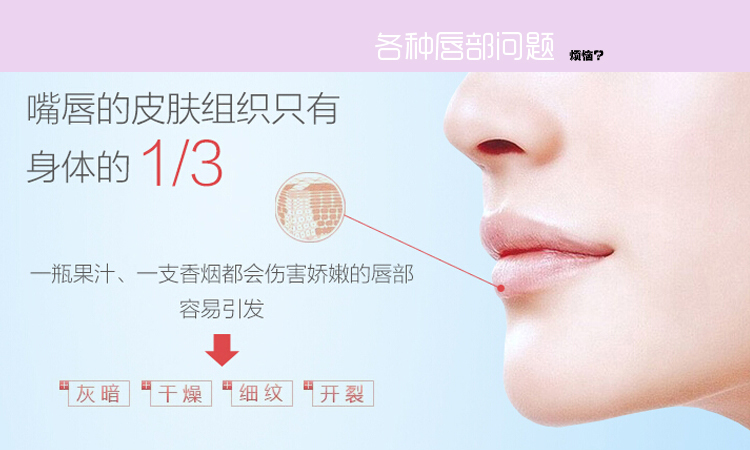 各种唇部问题 烦恼?
嘴唇的皮肤组织只有
身体的 1/3
一瓶果汁、一支香烟都会伤害娇嫩的唇部
容易引发
灰暗 干燥 细纹 开裂